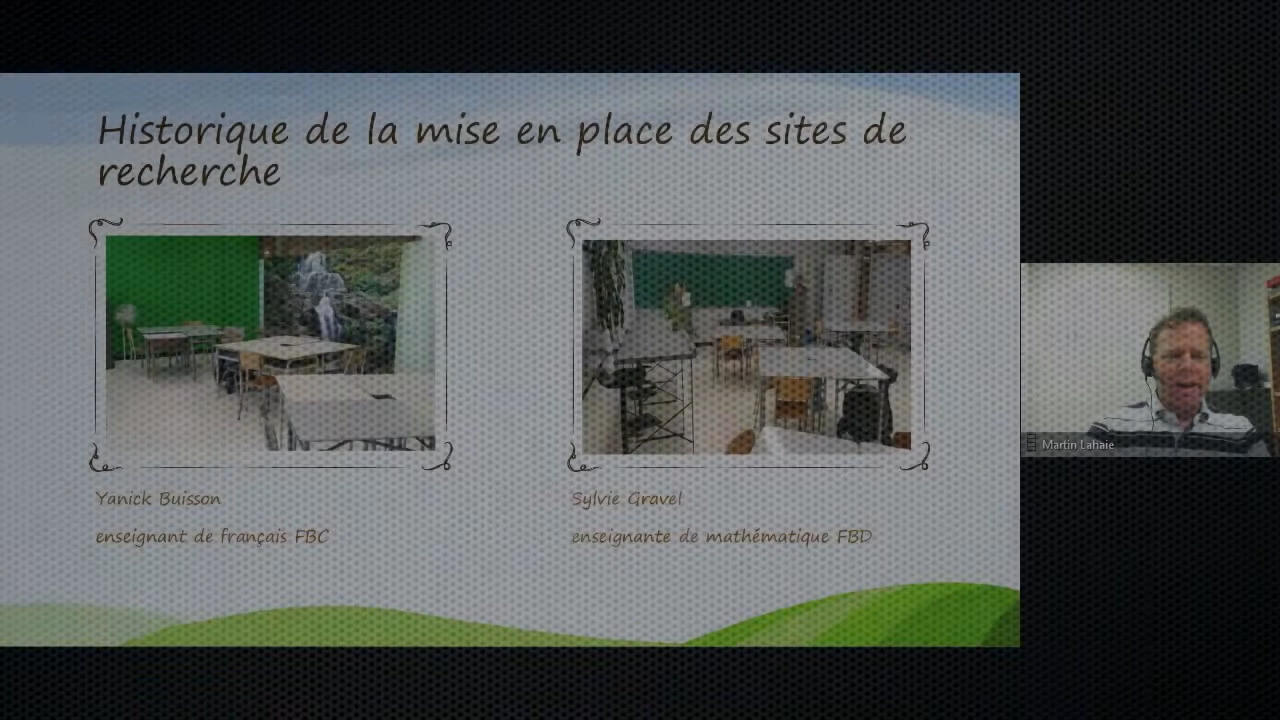 Historique de la mise en place des sites de
recherche
Yanick Buisson
enseignant de français FBC
Sylvie Gravel
enseignante de mathématique FBD
Martin Lahaie